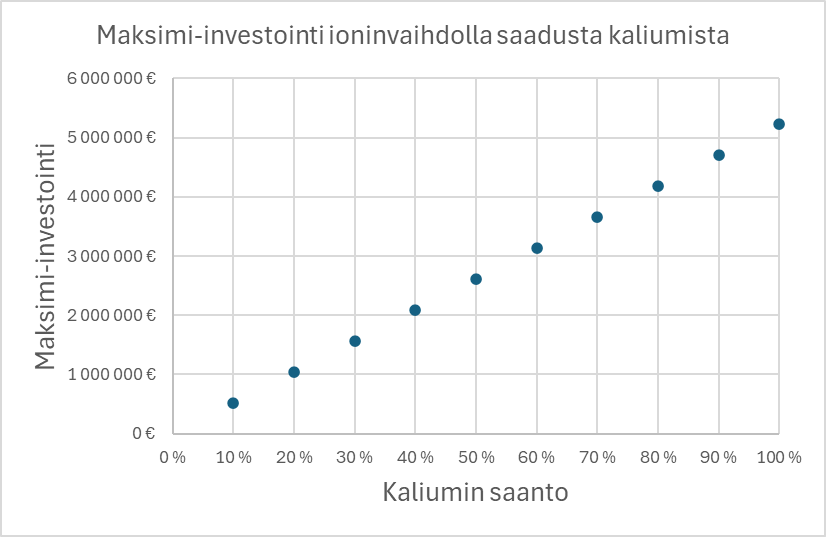 Maksimi-investointi ioninvaihdolla saadusta kaliumista
6 000 000 €
5 000 000 €
4 000 000 €
3 000 000 €
2 000 000 €
1 000 000 €
0 €
Maksimi-investointi
0 % 10 % 20 % 30 % 40 % 50 % 60 % 70 % 80 % 90 % 100 %
Kaliumin saanto